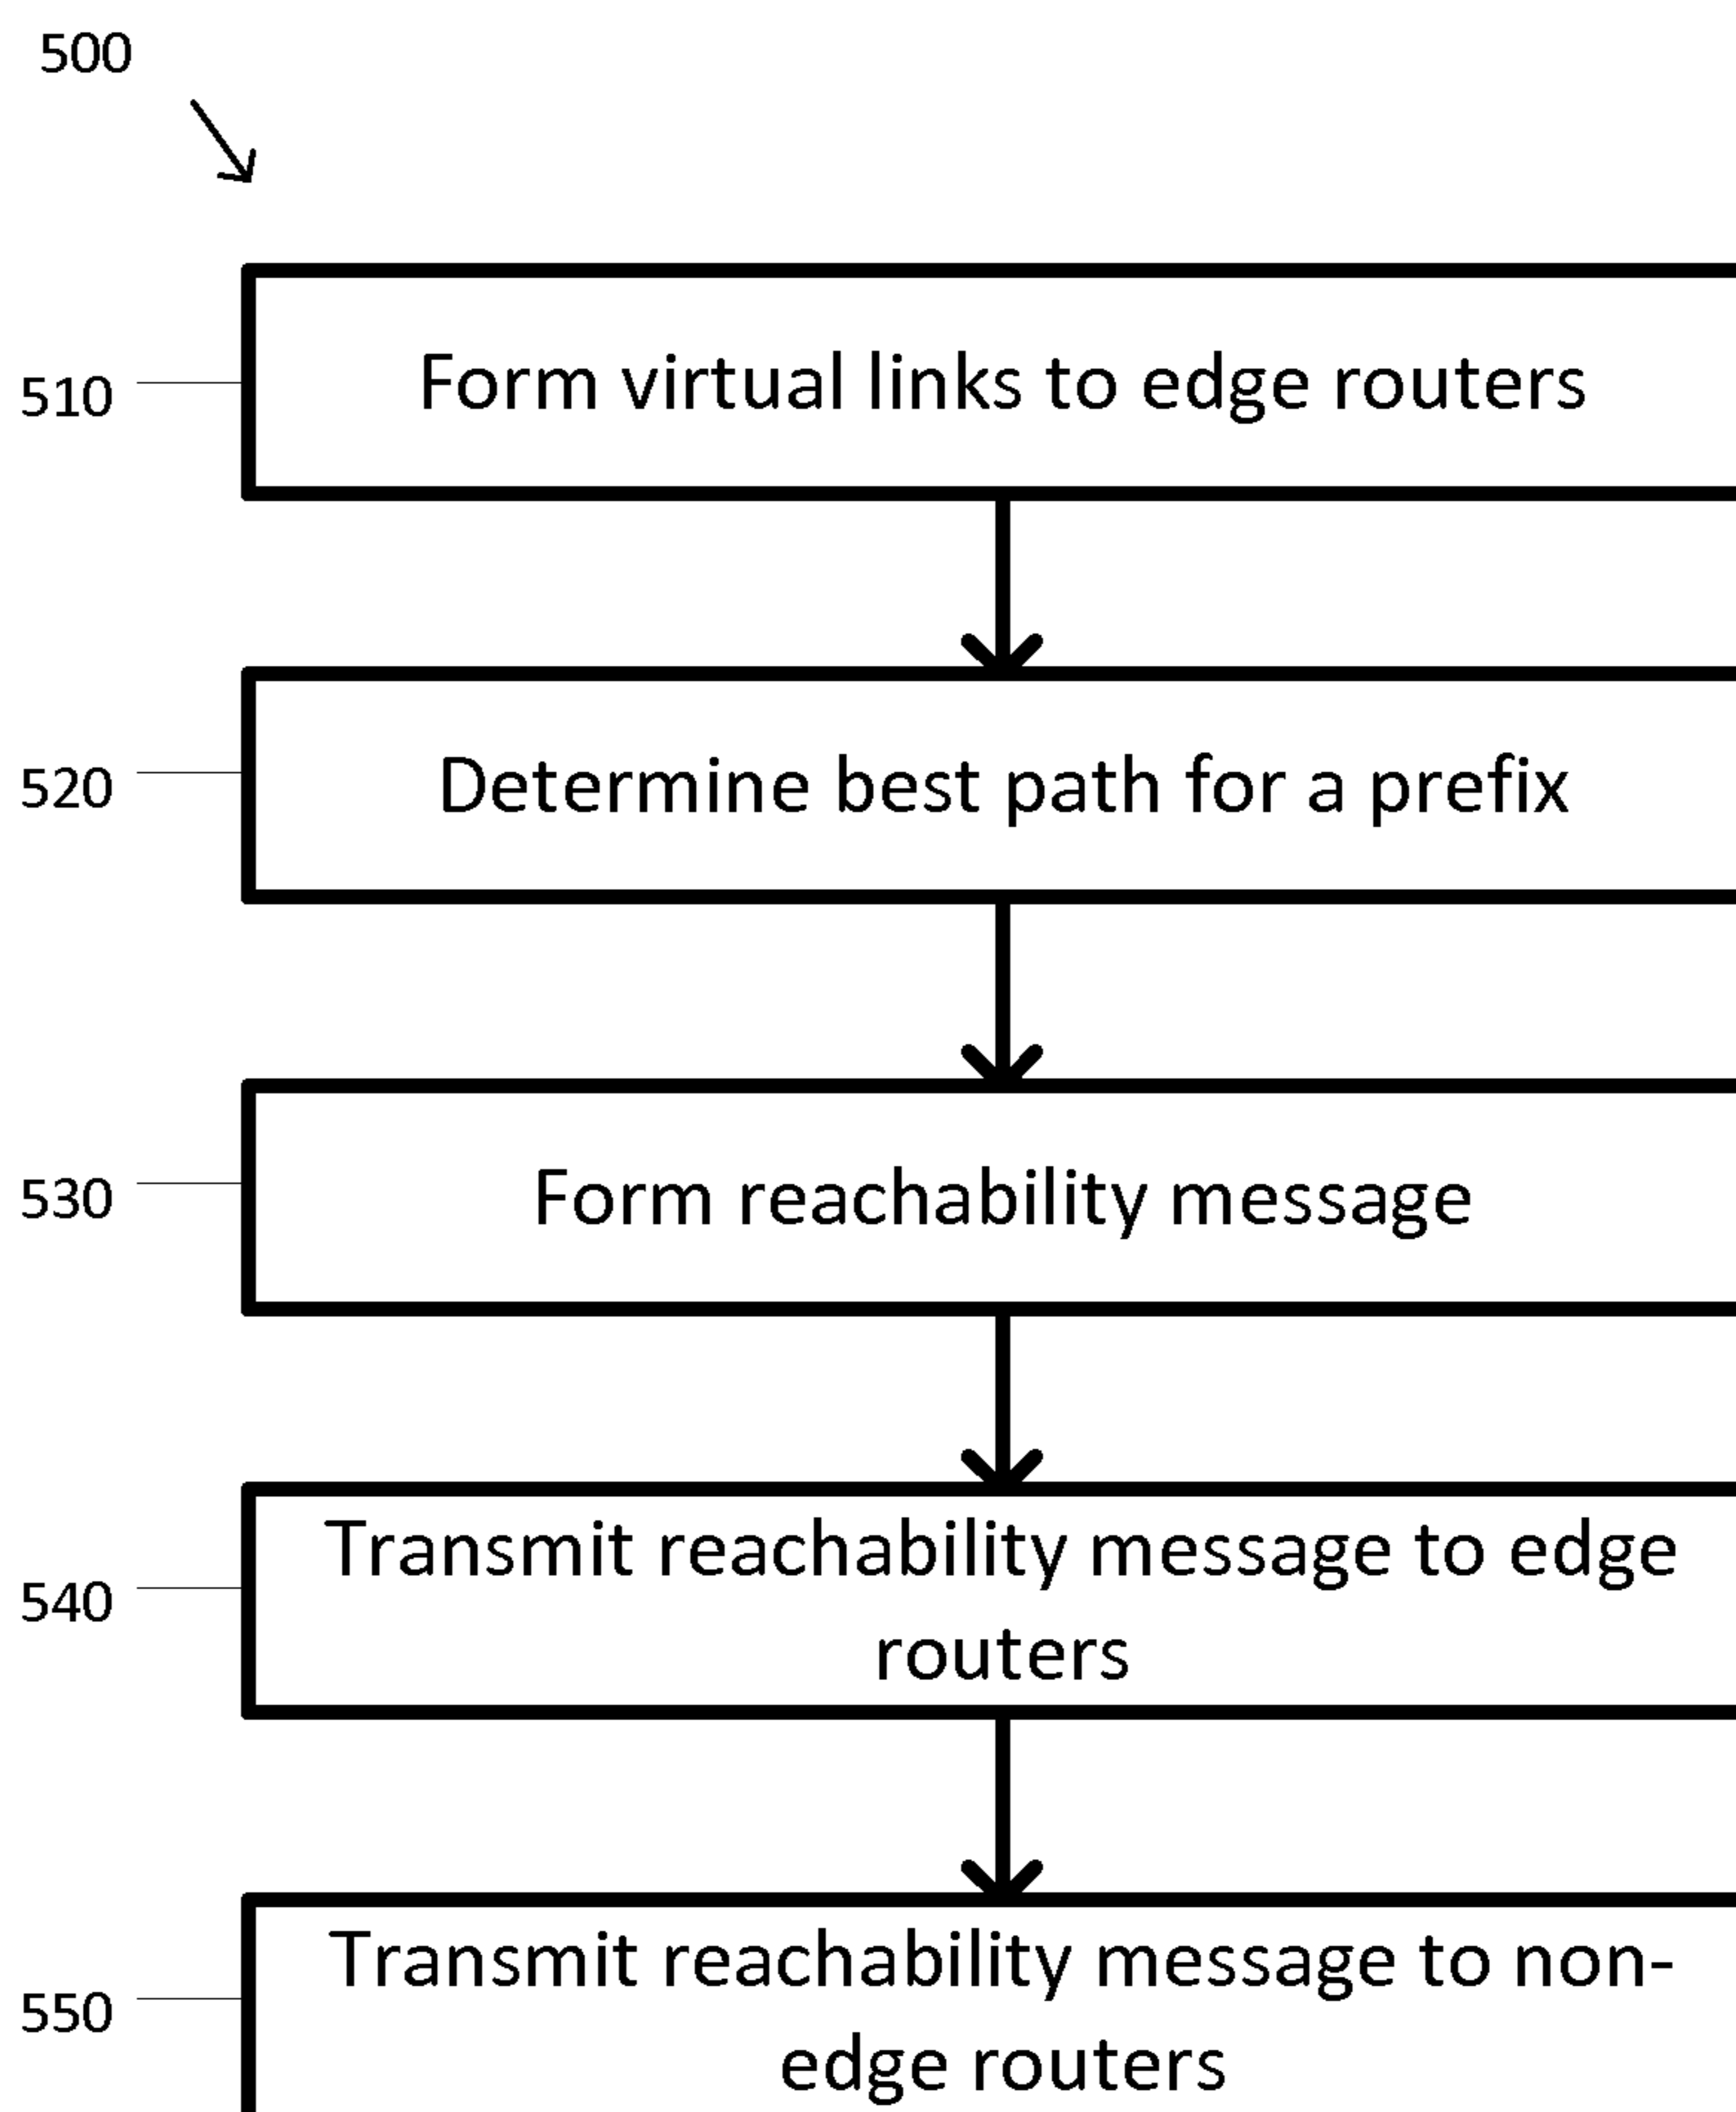 500
510
Form virtual links to edge routers
520
Determine best path for a prefix
530
Form reachability message
540
Transmit reachability message to edge
routers
550
Transmit reachability message to non-
edge routers